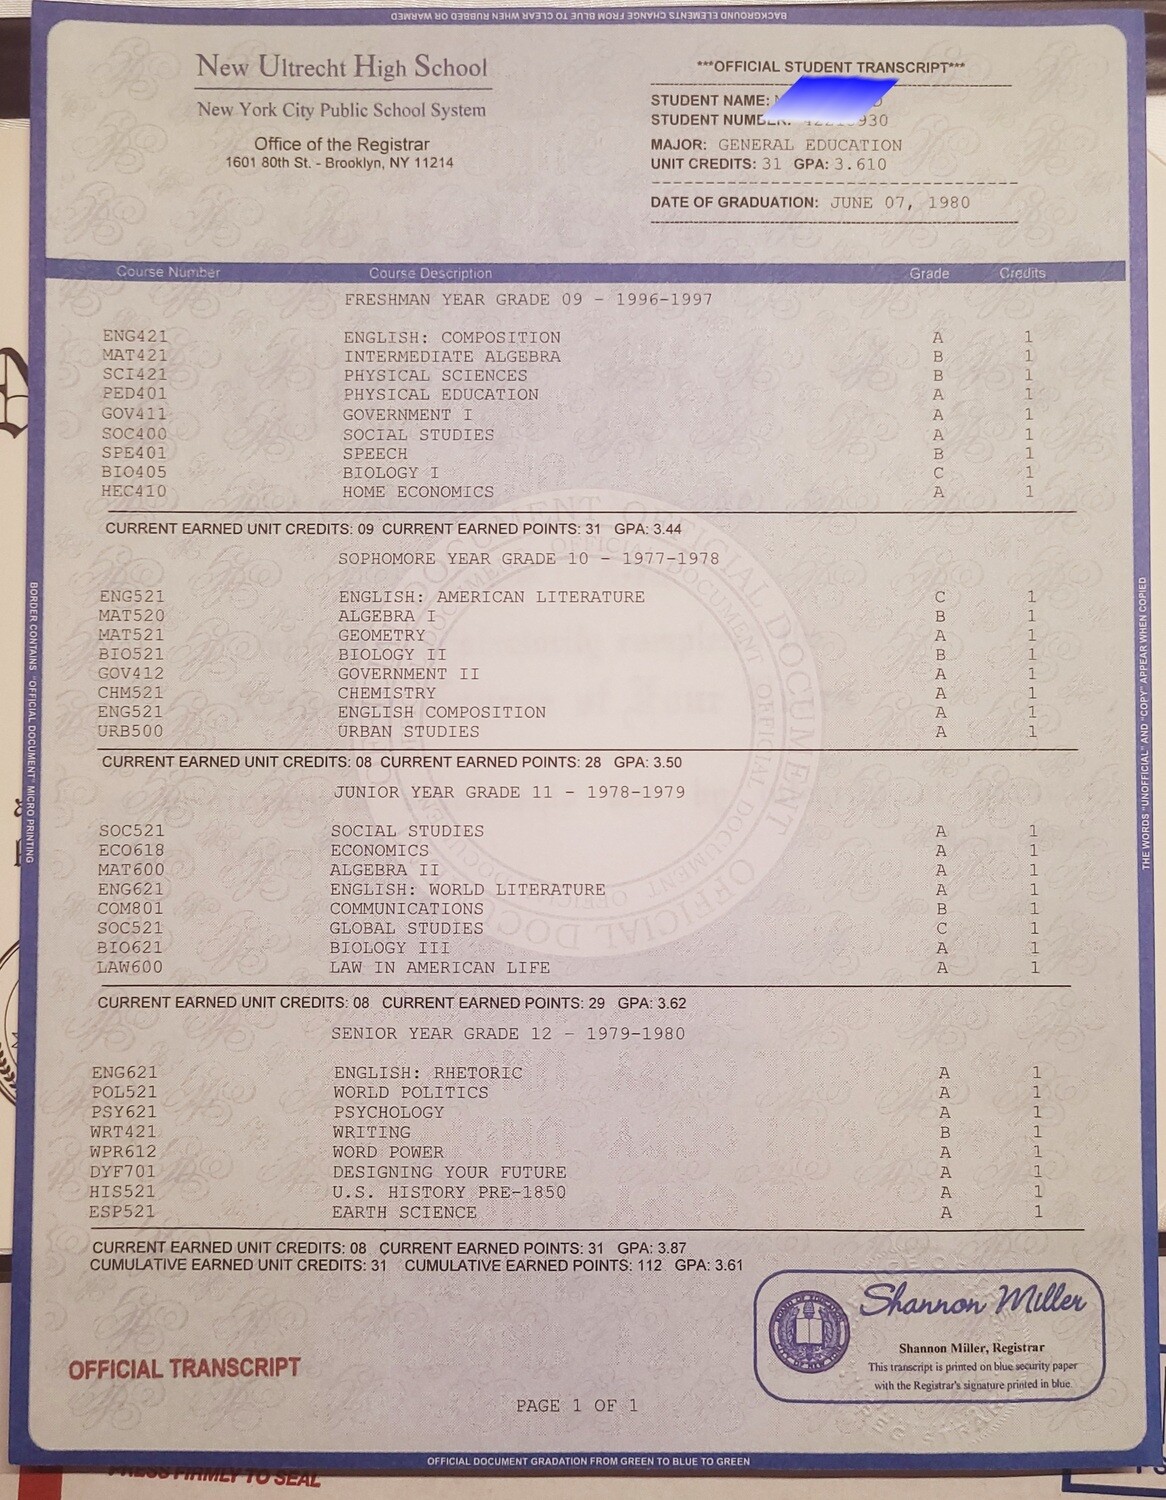 BACKGROUND ELEMENTS CHANGE FROM BLUE TO CLEAR WHEN RUBBED OR WARMED
New Ultrecht High School
New York City Public School System
Office of the Registrar
1601 80th St. - Brooklyn, NY 11214
***OFFICIAL STUDENT TRANSCRIPT***
STUDENT NAME:
STUDENT NUMBER: 930
MAJOR: GENERAL EDUCATION
UNIT CREDITS: 31 GPA: 3.610
DATE OF GRADUATION: JUNE 07, 1980
Course Number Course Description Grade Credits
FRESHMAN YEAR GRADE 09 - 1996-1997
ENG421 ENGLISH: COMPOSITION A 1
MAT421 INTERMEDIATE ALGEBRA B 1
SCI421 PHYSICAL SCIENCES B 1
PED401 PHYSICAL EDUCATION A 1
GOV411 GOVERNMENT I A 1
SOC400 SOCIAL STUDIES A 1
SPE401 SPEECH B 1
BIO405 BIOLOGY I C 1
HEC410 HOME ECONOMICS A 1
CURRENT EARNED UNIT CREDITS: 09 CURRENT EARNED POINTS: 31 GPA: 3.44
SOPHOMORE YEAR GRADE 10 - 1977-1978
ENG521 ENGLISH: AMERICAN LITERATURE C 1
MAT520 ALGEBRA I B 1
MAT521 GEOMETRY A 1
BIO521 BIOLOGY II B 1
GOV412 GOVERNMENT II A 1
CHM521 CHEMISTRY A 1
ENG521 ENGLISH COMPOSITION A 1
URB500 URBAN STUDIES A 1
CURRENT EARNED UNIT CREDITS: 08 CURRENT EARNED POINTS: 28 GPA: 3.50
JUNIOR YEAR GRADE 11 - 1978-1979
SOC521 SOCIAL STUDIES A 1
ECO618 ECONOMICS A 1
MAT600 ALGEBRA II A 1
ENG621 ENGLISH: WORLD LITERATURE A 1
COM801 COMMUNICATIONS B 1
SOC521 GLOBAL STUDIES C 1
BIO621 BIOLOGY III A 1
LAW600 LAW IN AMERICAN LIFE A 1
CURRENT EARNED UNIT CREDITS: 08 CURRENT EARNED POINTS: 29 GPA: 3.62
SENIOR YEAR GRADE 12 - 1979-1980
ENG621 ENGLISH: RHETORIC A 1
POL521 WORLD POLITICS A 1
PSY621 PSYCHOLOGY A 1
WRT421 WRITING B 1
WPR612 WORD POWER A 1
DYF701 DESIGNING YOUR FUTURE A 1
HIS521 U.S. HISTORY PRE-1850 A 1
ESP521 EARTH SCIENCE A 1
CURRENT EARNED UNIT CREDITS: 08 CURRENT EARNED POINTS: 31 GPA: 3.87
CUMULATIVE EARNED UNIT CREDITS: 31 CUMULATIVE EARNED POINTS: 112 GPA: 3.61
Shannon Miller
Shannon Miller, Registrar
This transcript is printed on blue security paper
with the Registrar's signature printed in blue.
OFFICIAL TRANSCRIPT
PAGE 1 OF 1
OFFICIAL DOCUMENT GRADATION FROM GREEN TO BLUE TO GREEN
BORDER CONTAINS "OFFICIAL DOCUMENT" MICRO PRINTING
THE WORDS "UNOFFICIAL" AND "COPY" APPEAR WHEN COPIED
OFFICIAL DOCUMENT
PRESS FIRMLY TO SEAL